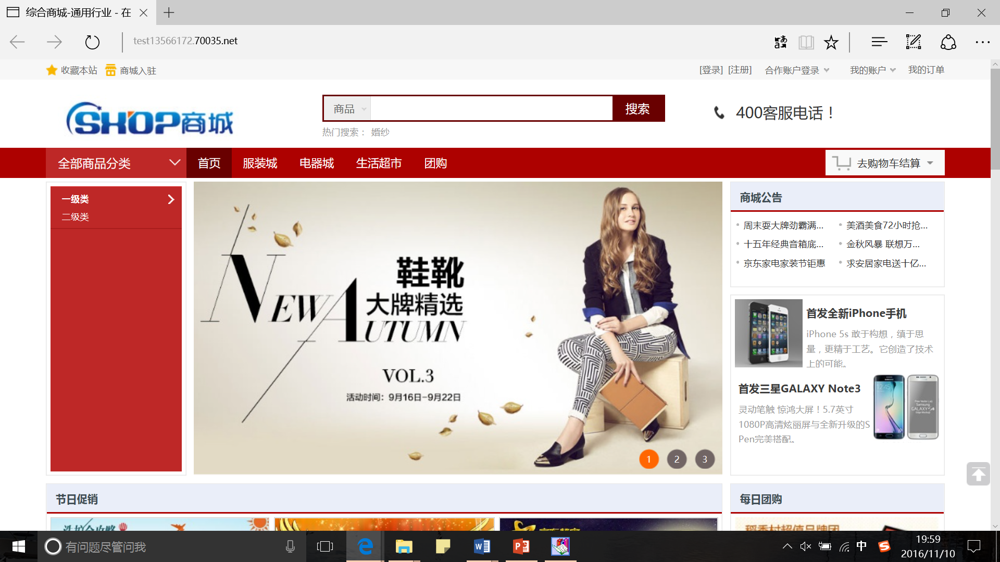 综合商城-通用行业 - 在
test13566172.70035.net
收藏本站 商城入驻
[登录] [注册] 合作账户登录 我的账户 我的订单
SHOP商城
商品 搜索
400客服电话！
热门搜索： 婚纱
全部商品分类 首页 服装城 电器城 生活超市 团购 去购物车结算
一级类
二级类
NEW AUTUMN
鞋靴
大牌精选
VOL.3
活动时间：9月16日-9月22日
1 2 3
商城公告
周末耍大牌劲霸满... 美酒美食72小时抢...
十五年经典音箱底... 金秋风暴 联想万...
京东家电家装节钜惠 求安居家电送十亿...
首发全新iPhone手机
iPhone 5s 敢于构想，缜于思
量，更精于工艺。它创造了技术
上的可能。
首发三星GALAXY Note3
灵动笔触 惊鸿大屏！5.7英寸
1080P高清炫丽屏与全新升级的S
Pen完美搭配。
节日促销
每日团购
稻香村超值品牌团
有问题尽管问我
中
19:59
2016/11/10